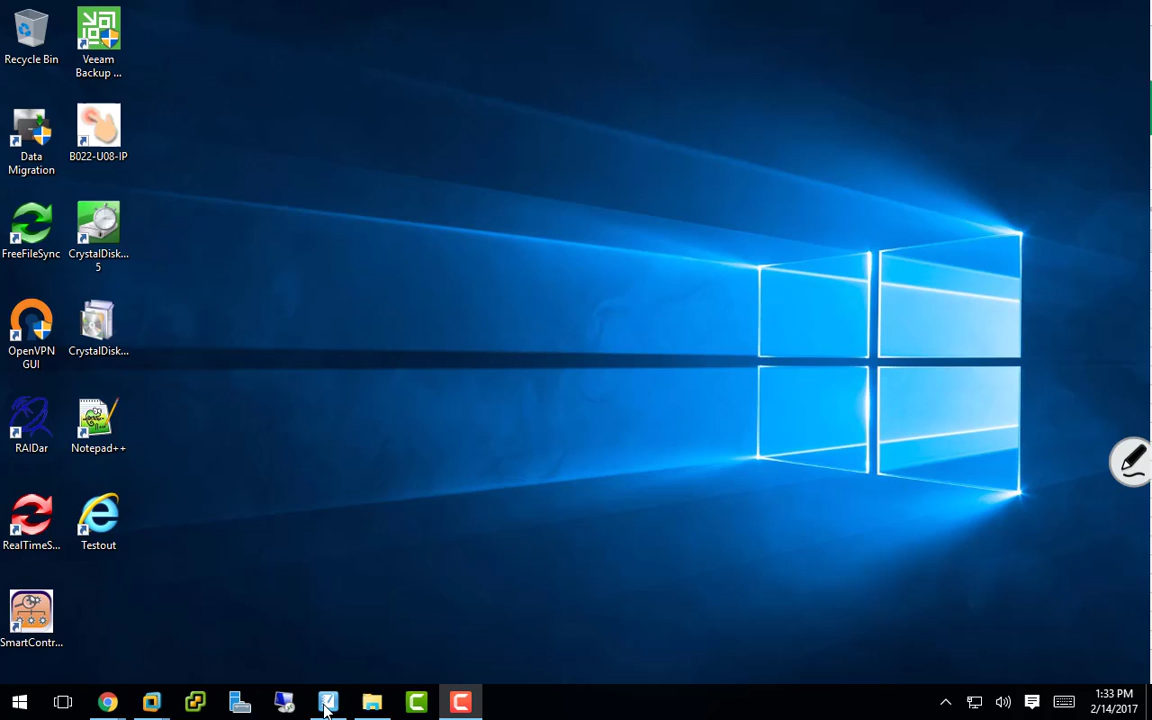 Recycle Bin
Veeam
Backup ...
Data
Migration
B022-U08-IP
FreeFileSync
CrystalDisk...
5
OpenVPN
GUI
CrystalDisk...
RAIDar
Notepad++
RealTimeS...
Testout
SmartContr...
1:33 PM
2/14/2017